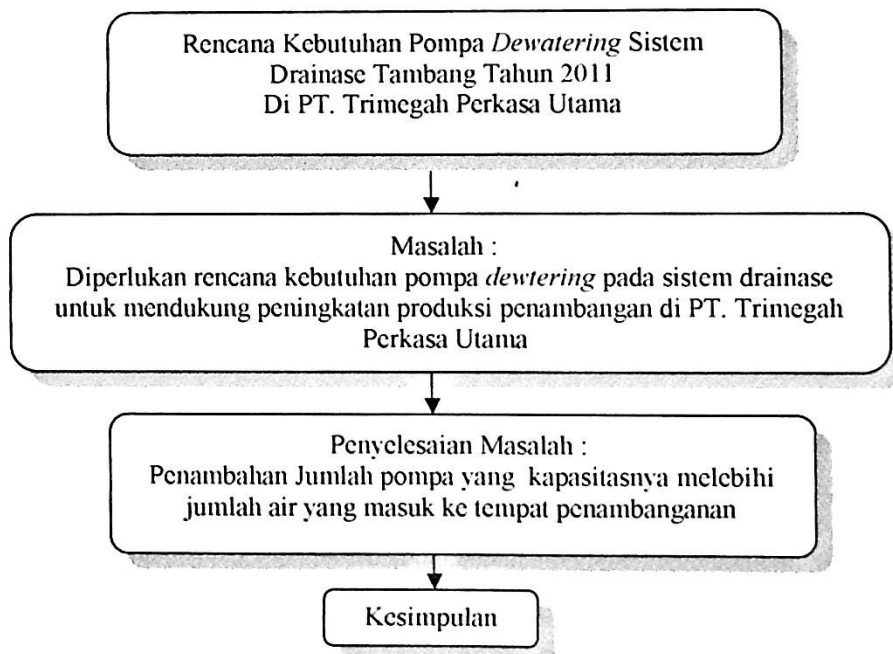 Rencana Kebutuhan Pompa Dewatering Sistem
Drainase Tambang Tahun 2011
Di PT. Trimegah Perkasa Utama
Masalah :
Diperlukan rencana kebutuhan pompa dewtering pada sistem drainase
untuk mendukung peningkatan produksi penambangan di PT. Trimegah
Perkasa Utama
Penyelesaian Masalah :
Penambahan Jumlah pompa yang kapasitasnya melebihi
jumlah air yang masuk ke tempat penambanganan
Kesimpulan